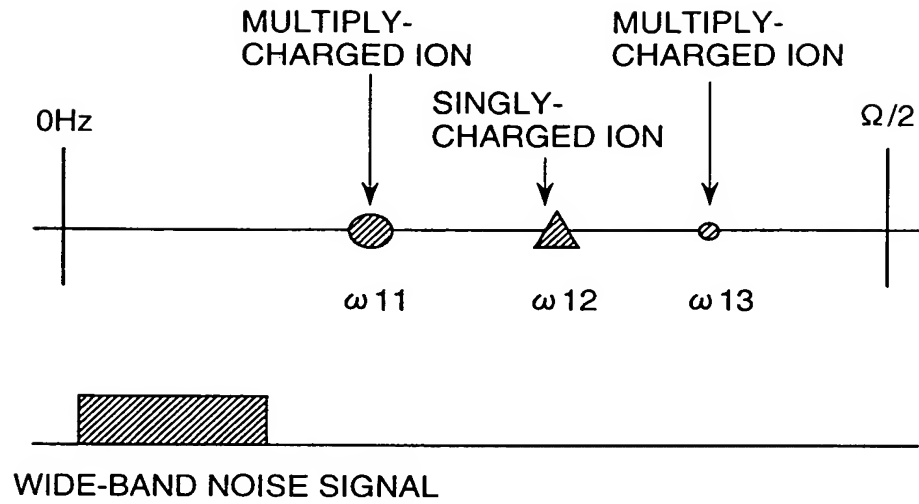 MULTIPLY-
CHARGED ION
MULTIPLY-
CHARGED ION
SINGLY-
CHARGED ION
0Hz
Ω/2
ω11
ω12
ω13
WIDE-BAND NOISE SIGNAL